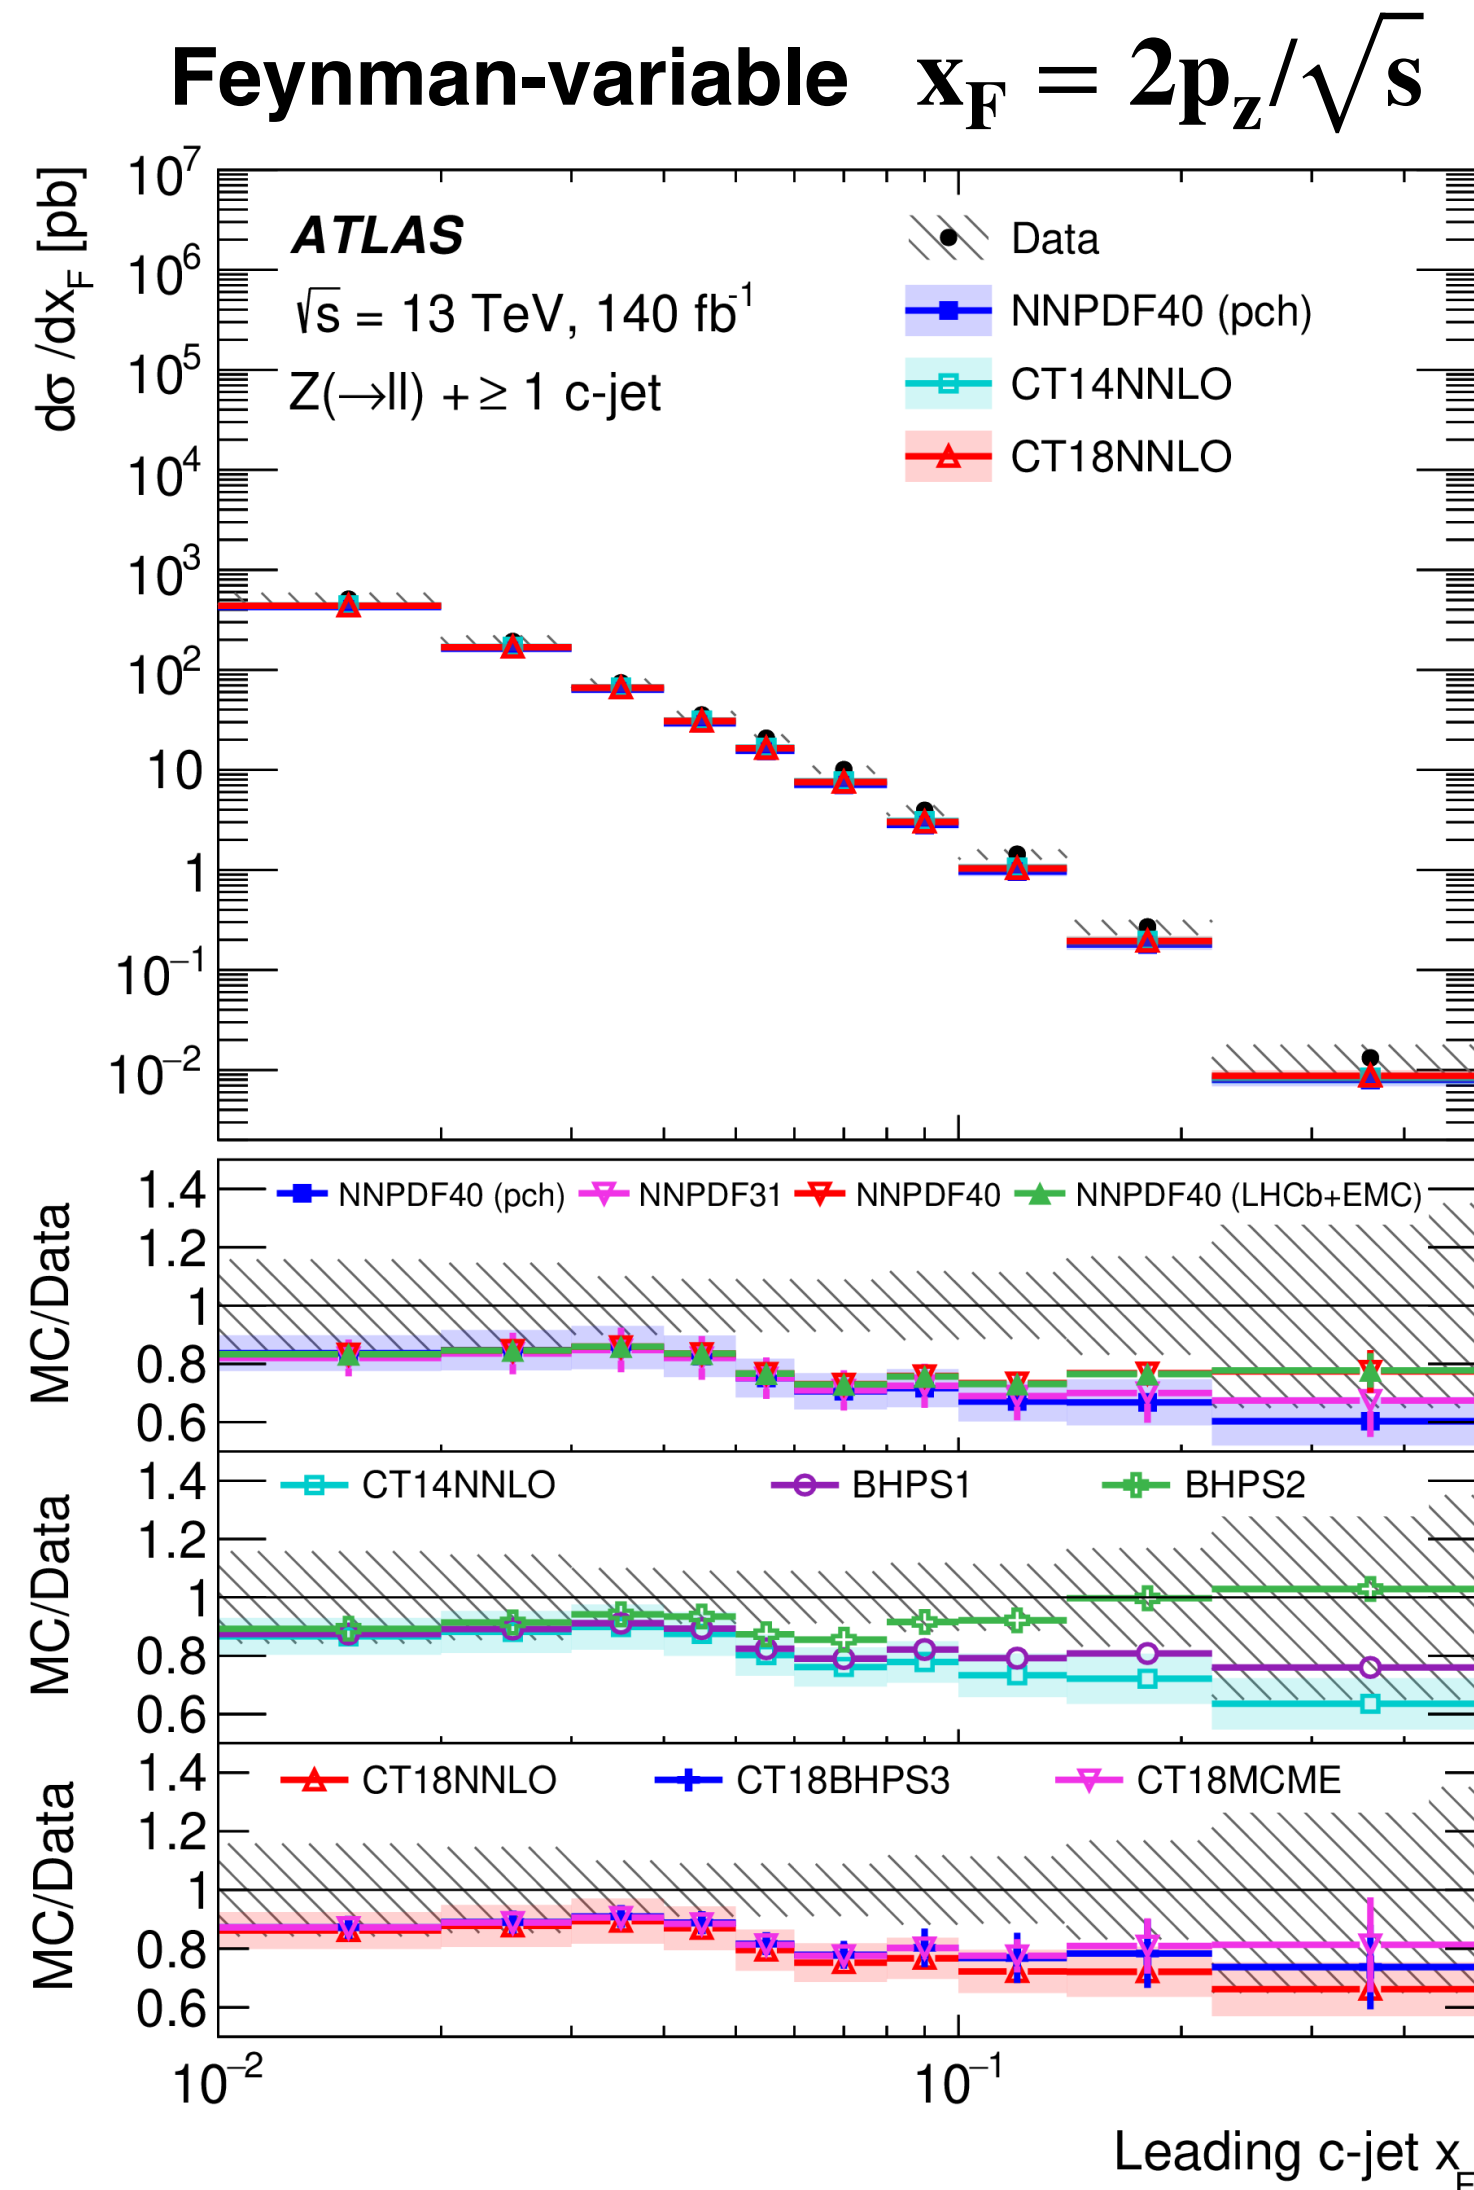 Feynman-variable x_F = 2p_z/√s
dσ/dx_F [pb]
10^7
10^6
10^5
10^4
10^3
10^2
10
1
10^−1
10^−2
ATLAS
√s = 13 TeV, 140 fb^-1
Z(→ll) + ≥ 1 c-jet
Data
NNPDF40 (pch)
CT14NNLO
CT18NNLO
MC/Data
1.4
1.2
1
0.8
0.6
NNPDF40 (pch) NNPDF31 NNPDF40 NNPDF40 (LHCb+EMC)
MC/Data
1.4
1.2
1
0.8
0.6
CT14NNLO BHPS1 BHPS2
MC/Data
1.4
1.2
1
0.8
0.6
CT18NNLO CT18BHPS3 CT18MCME
10^−2 10^−1
Leading c-jet x_F